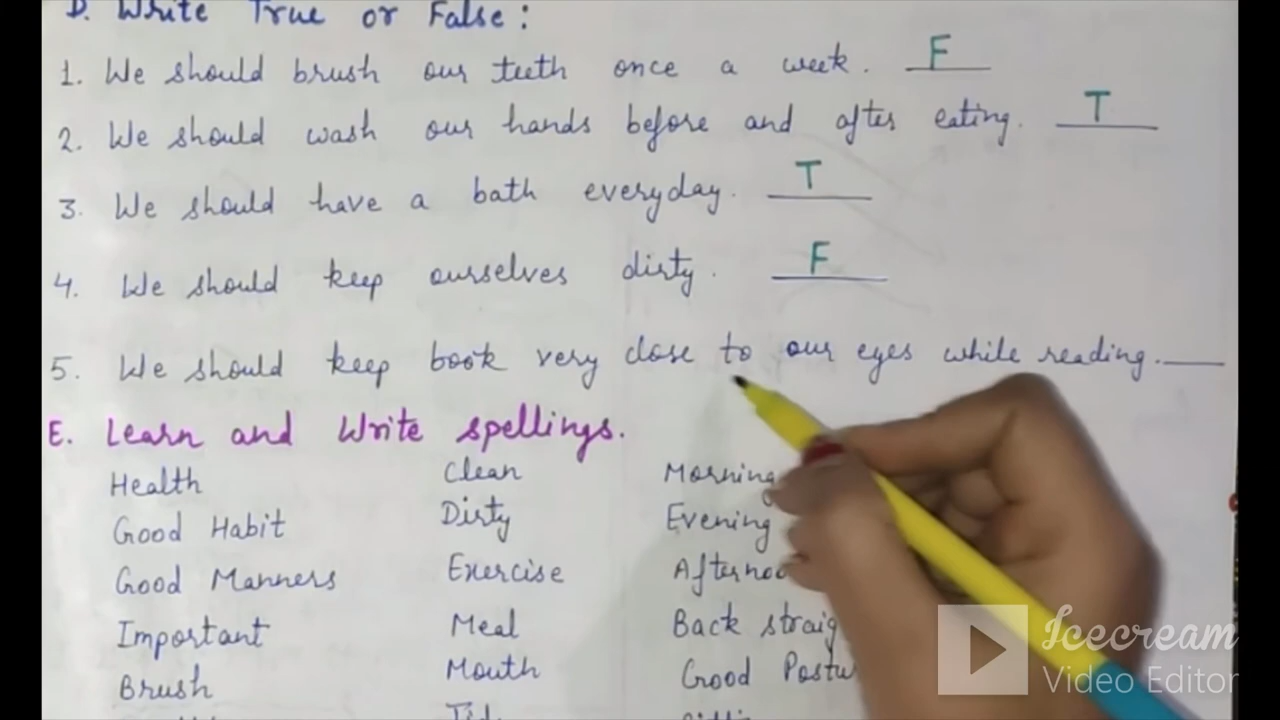 D. Write True or False:
1. We should brush our teeth once a week. F
2. We should wash our hands before and after eating. T
3. We should have a bath everyday. T
4. We should keep ourselves dirty. F
5. We should keep book very close to our eyes while reading.
E. Learn and Write spellings.
Health Clean Morning
Good Habit Dirty Evening
Good Manners Exercise
Important Meal Back
Brush Mouth Good
Icecream
Video Editor